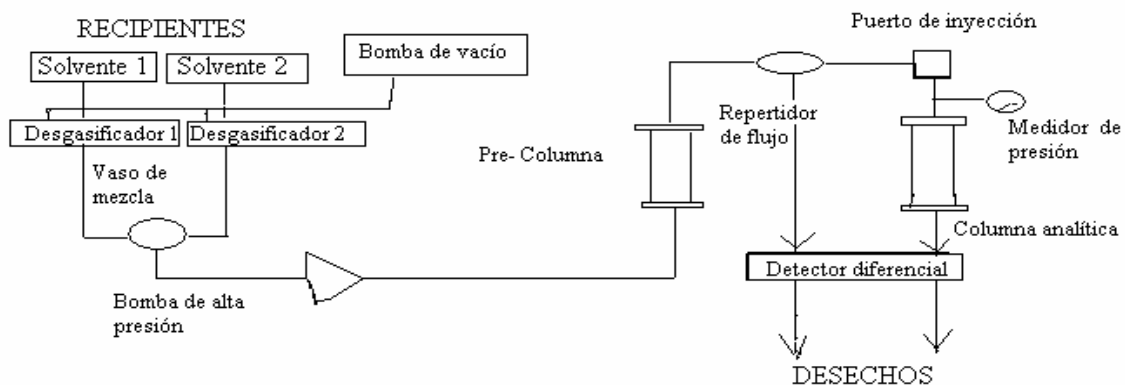 RECIPIENTES
Solvente 1
Solvente 2
Bomba de vacío
Desgasificador 1
Desgasificador 2
Vaso de
mezcla
Bomba de alta
presión
Pre- Columna
Repertidor
de flujo
Puerto de inyección
Medidor de
presión
Columna analítica
Detector diferencial
DESECHOS